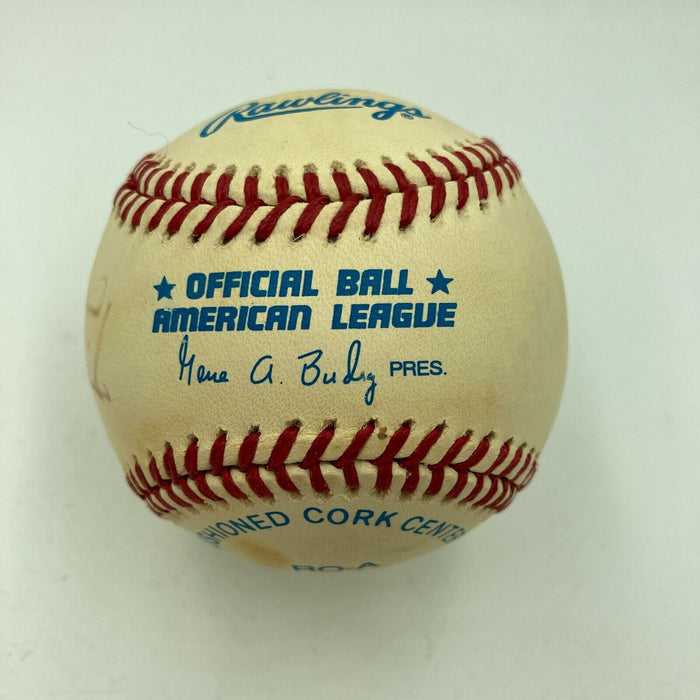 Rawlings®
★ OFFICIAL BALL ★
AMERICAN LEAGUE
Gene A. Budig PRES.
SHIONED CORK CENTE
RO-A